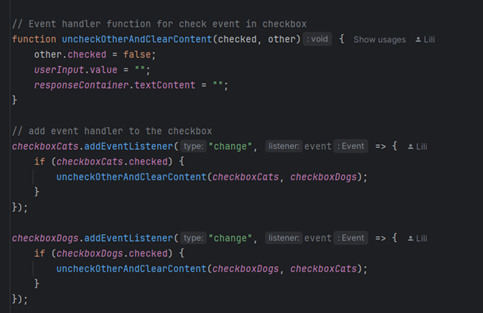 // Event handler function for check event in checkbox
function uncheckOtherAndClearContent(checked, other) : void { Show usages Lili
    other.checked = false;
    userInput.value = "";
    responseContainer.textContent = "";
}
// add event handler to the checkbox
checkboxCats.addEventListener( type: "change", listener: event : Event => { Lili
    if (checkboxCats.checked) {
        uncheckOtherAndClearContent(checkboxCats, checkboxDogs);
    }
});
checkboxDogs.addEventListener( type: "change", listener: event : Event => { Lili
    if (checkboxDogs.checked) {
        uncheckOtherAndClearContent(checkboxDogs, checkboxCats);
    }
});